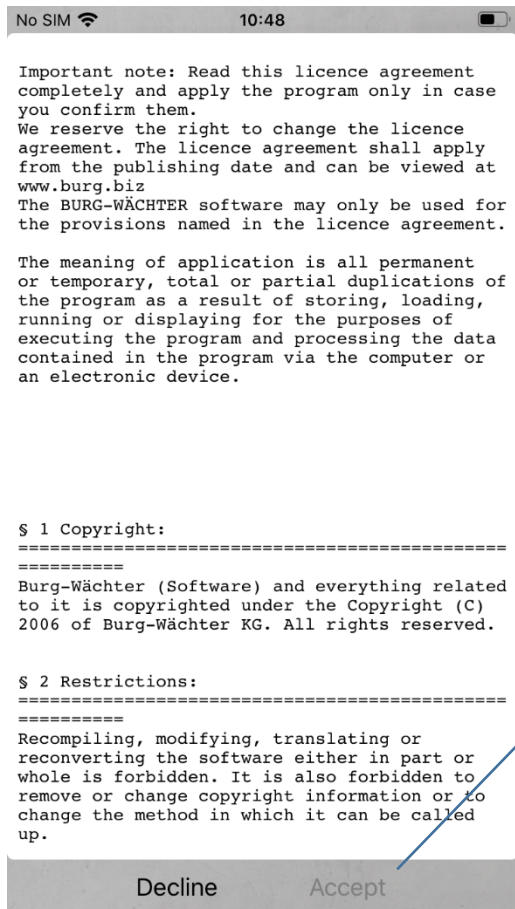 No SIM 10:48
Important note: Read this licence agreement
completely and apply the program only in case
you confirm them.
We reserve the right to change the licence
agreement. The licence agreement shall apply
from the publishing date and can be viewed at
www.burg.biz
The BURG-WÄCHTER software may only be used for
the provisions named in the licence agreement.
The meaning of application is all permanent
or temporary, total or partial duplications of
the program as a result of storing, loading,
running or displaying for the purposes of
executing the program and processing the data
contained in the program via the computer or
an electronic device.
§ 1 Copyright:
==============================================
==========
Burg-Wächter (Software) and everything related
to it is copyrighted under the Copyright (C)
2006 of Burg-Wächter KG. All rights reserved.
§ 2 Restrictions:
==============================================
==========
Recompiling, modifying, translating or
reconverting the software either in part or
whole is forbidden. It is also forbidden to
remove or change copyright information or to
change the method in which it can be called
up.
Decline Accept